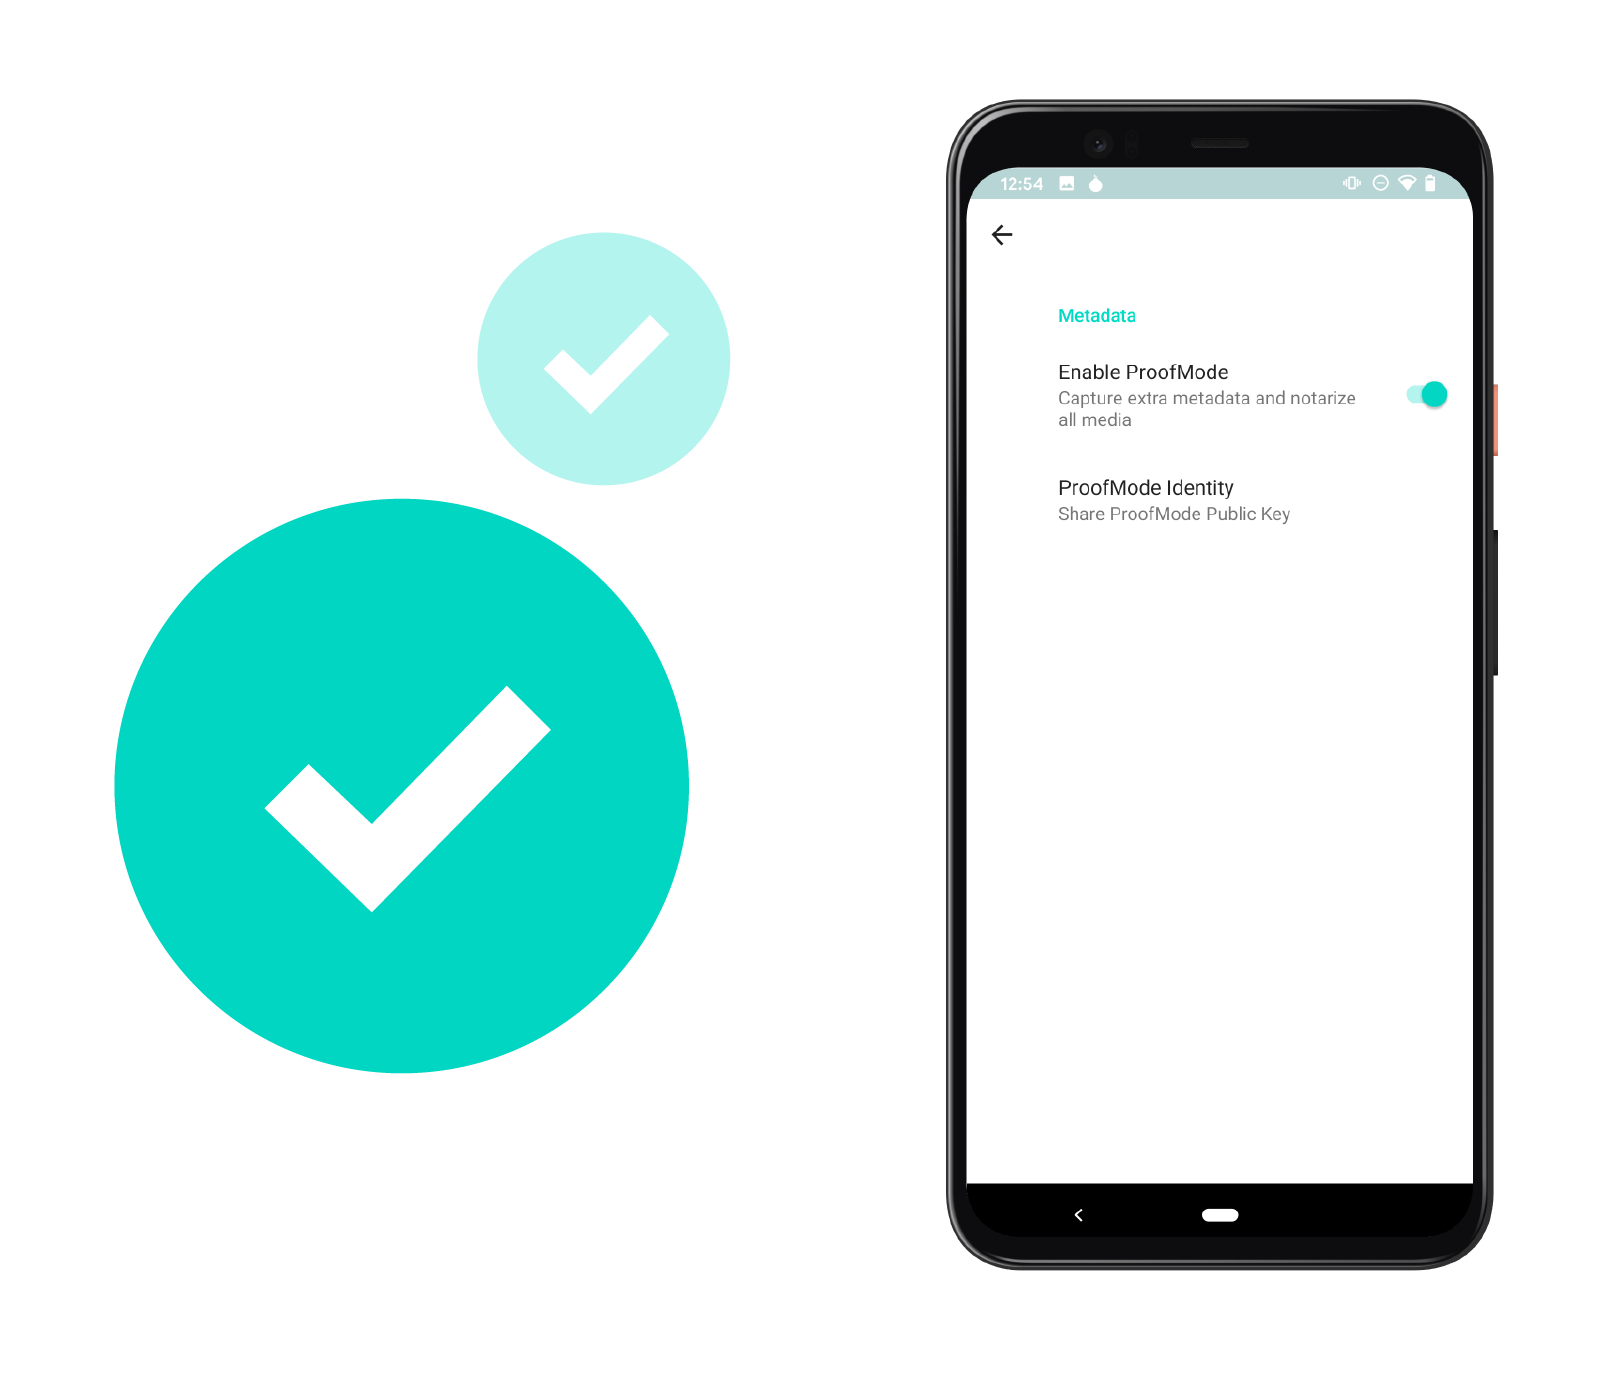 12:54
Metadata
Enable ProofMode
Capture extra metadata and notarize
all media
ProofMode Identity
Share ProofMode Public Key